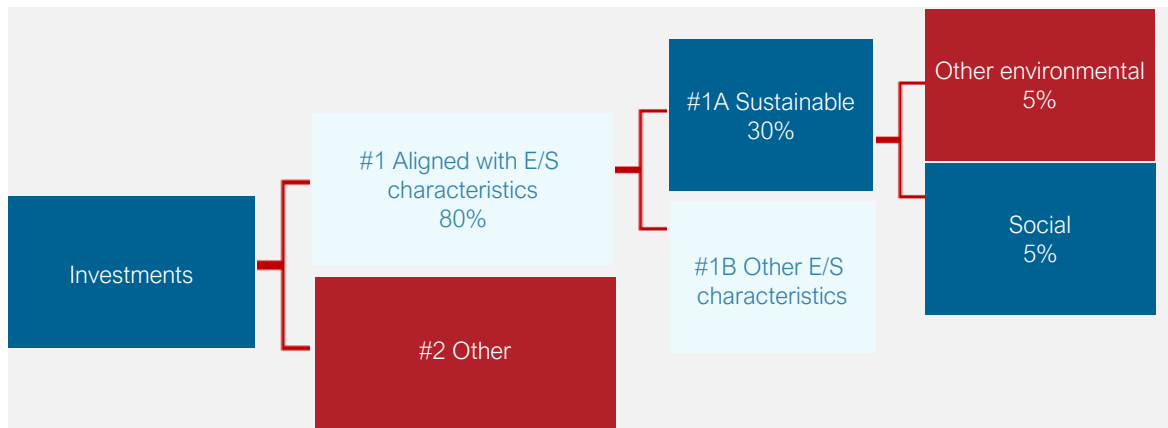 Investments
#1 Aligned with E/S
characteristics
80%
#2 Other
#1A Sustainable
30%
#1B Other E/S
characteristics
Other environmental
5%
Social
5%